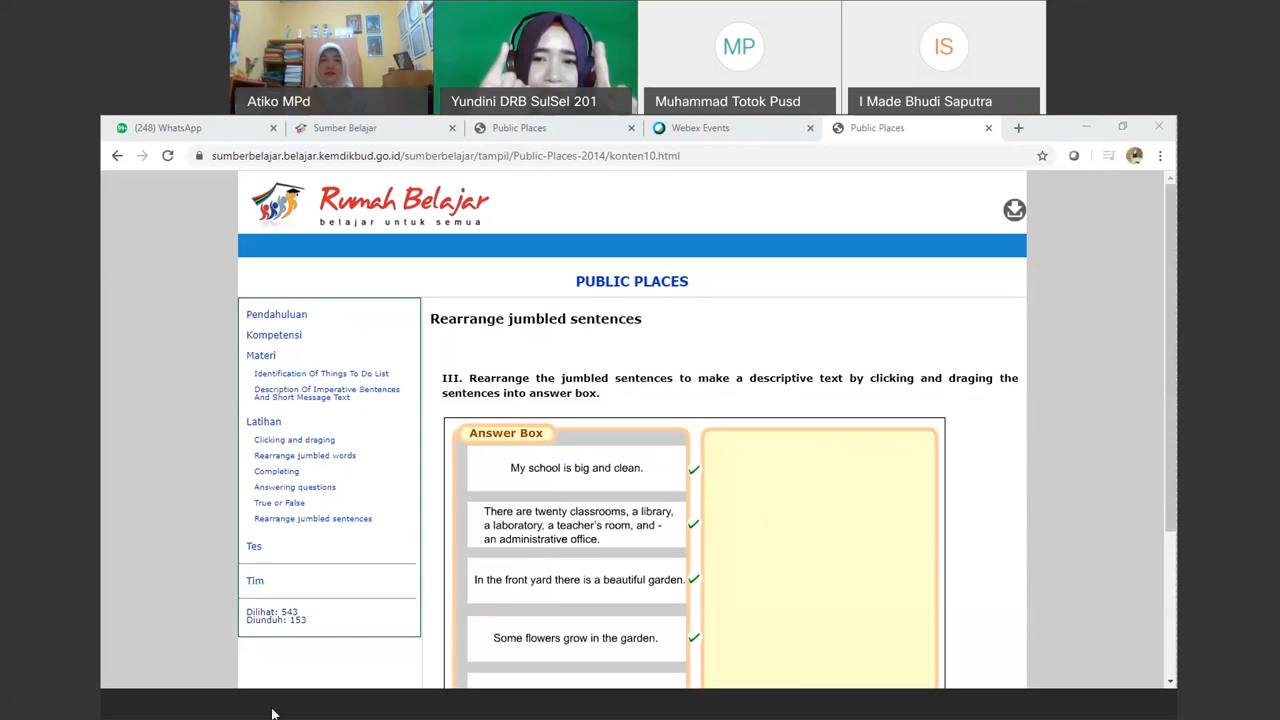 Atiko MPd
Yundini DRB SulSel 201
MP
Muhammad Totok Pusd
IS
I Made Bhudi Saputra
99+
(248) WhatsApp
Sumber Belajar
Public Places
Webex Events
Public Places
sumberbelajar.belajar.kemdikbud.go.id/sumberbelajar/tampil/Public-Places-2014/konten10.html
Rumah Belajar
belajar untuk semua
PUBLIC PLACES
Pendahuluan
Kompetensi
Materi
Identification Of Things To Do List
Description Of Imperative Sentences
And Short Message Text
Latihan
Clicking and draging
Rearrange jumbled words
Completing
Answering questions
True or False
Rearrange jumbled sentences
Tes
Tim
Dilihat: 543
Diunduh: 153
Rearrange jumbled sentences
III. Rearrange the jumbled sentences to make a descriptive text by clicking and draging the
sentences into answer box.
Answer Box
My school is big and clean.
There are twenty classrooms, a library,
a laboratory, a teacher's room, and -
an administrative office.
In the front yard there is a beautiful garden.
Some flowers grow in the garden.